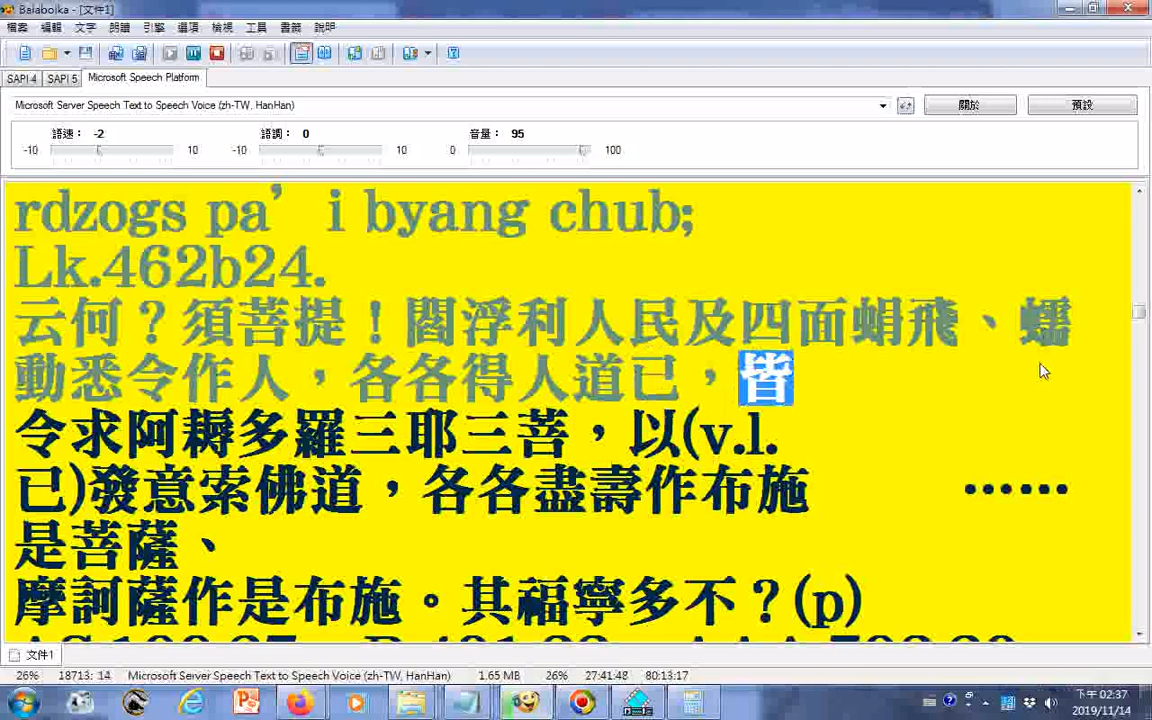 Balabolka - [文件1]
檔案 編輯 文字 朗讀 引擎 選項 檢視 工具 書籤 說明
SAPI 4 SAPI 5 Microsoft Speech Platform
Microsoft Server Speech Text to Speech Voice (zh-TW, HanHan) 關於 預設
語速: -2 語調: 0 音量: 95
-10 10 -10 10 0 100
rdzogs pa’i byang chub;
Lk.462b24.
云何？須菩提！閻浮利人民及四面蜎飛、蠕
動悉令作人，各各得人道已，皆
令求阿耨多羅三耶三菩，以(v.l.
已)發意索佛道，各各盡壽作布施 ……
是菩薩、
摩訶薩作是布施。其福寧多不？(p)
文件1
26% 18713: 14 Microsoft Server Speech Text to Speech Voice (zh-TW, HanHan) 1.65 MB 26% 27:41:48 80:13:17
下午 02:37
2019/11/14